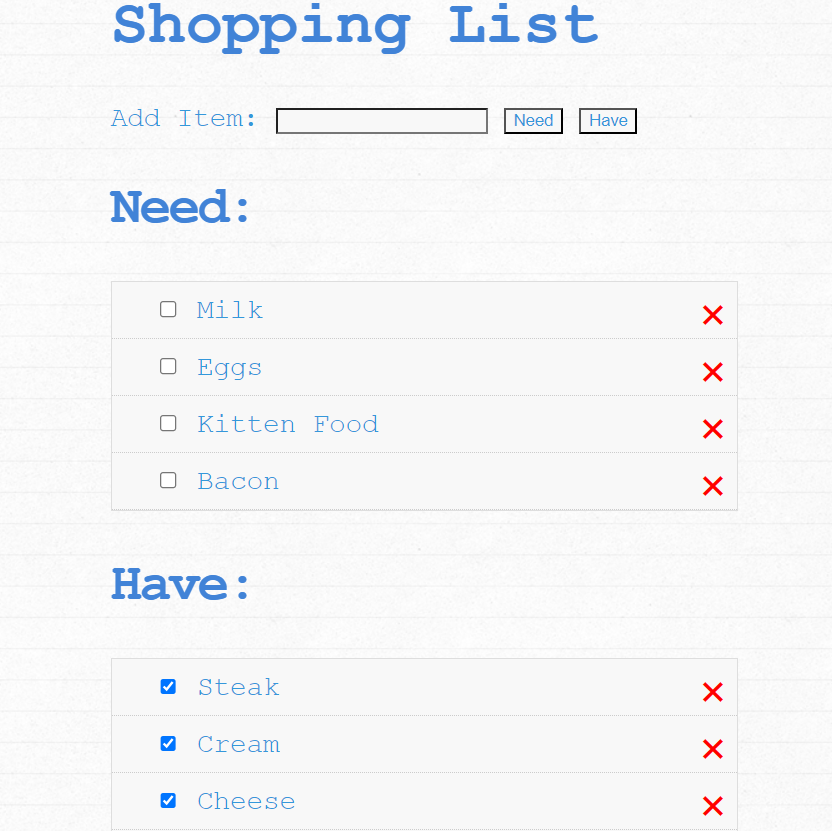 Shopping List
Add Item: Need Have
Need:
Milk
Eggs
Kitten Food
Bacon
Have:
Steak
Cream
Cheese